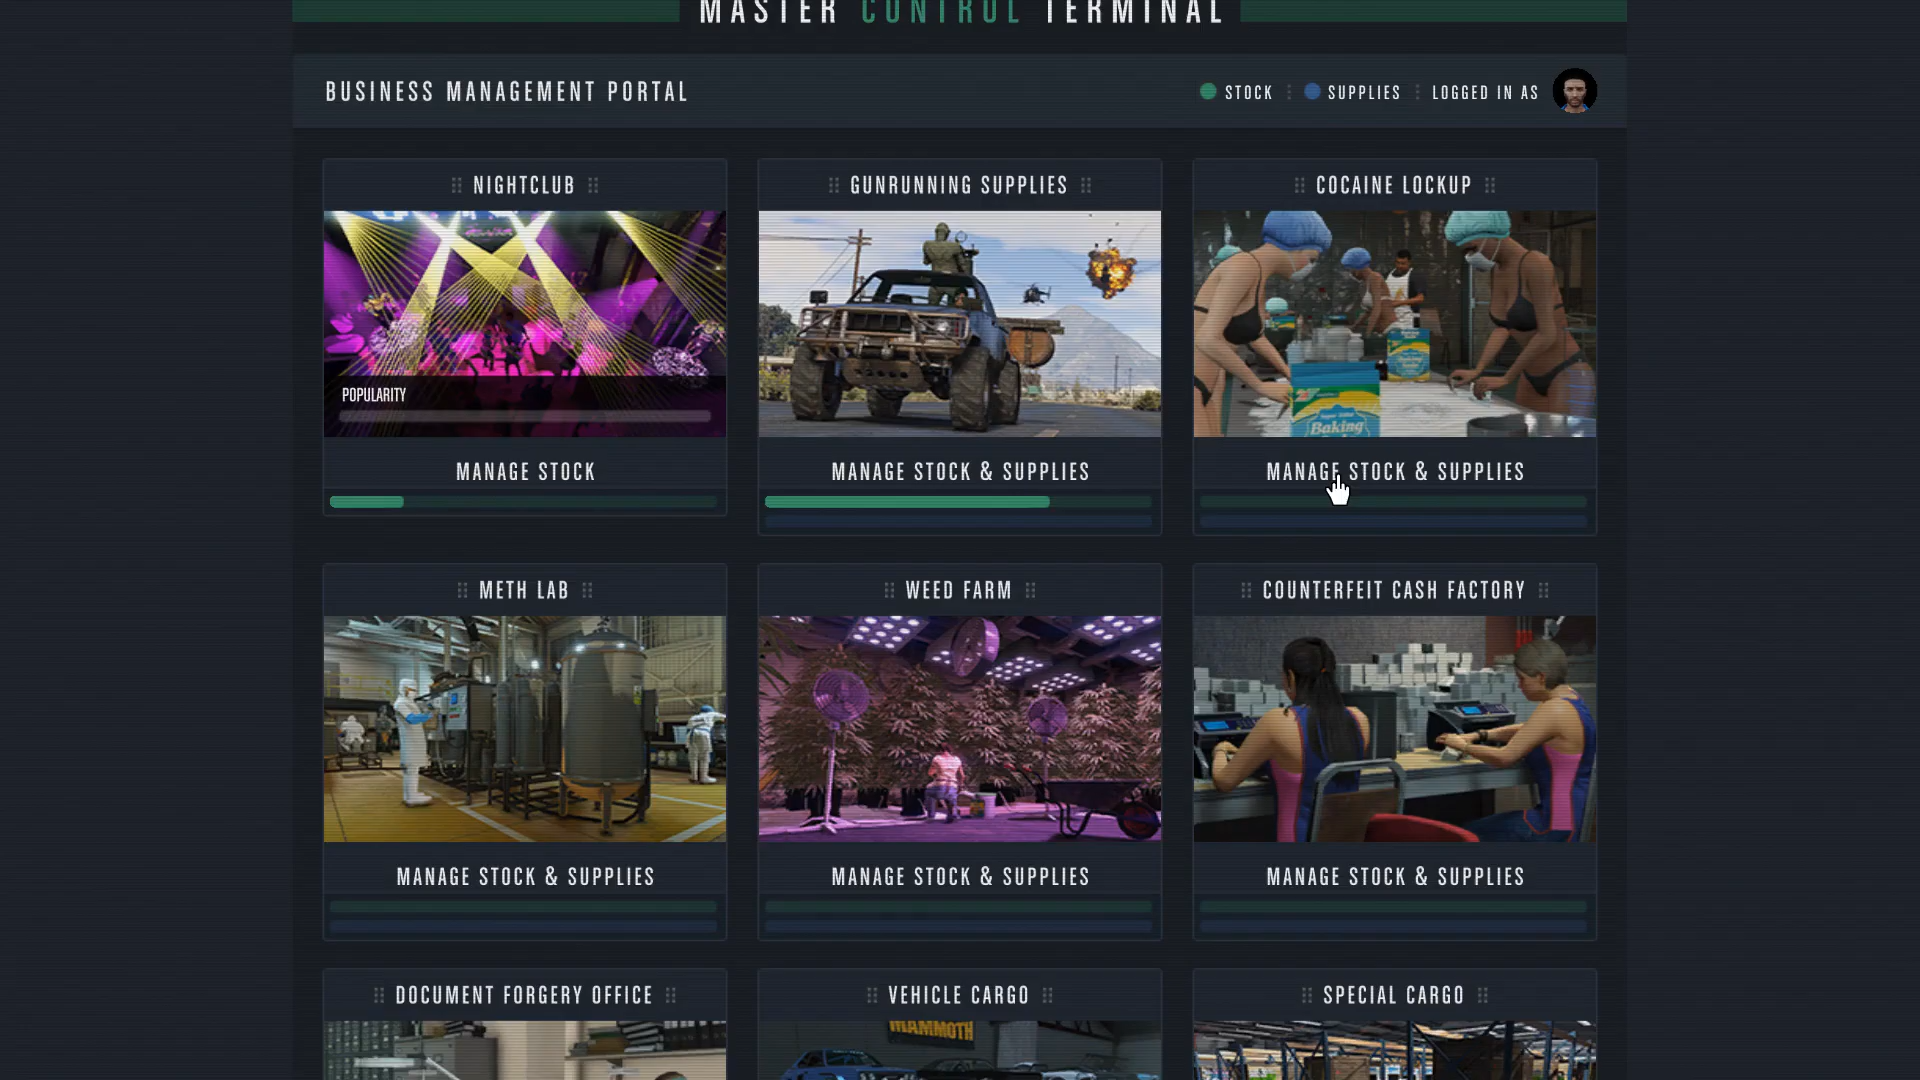 MASTER CONTROL TERMINAL
BUSINESS MANAGEMENT PORTAL
STOCK
SUPPLIES
LOGGED IN AS
NIGHTCLUB
GUNRUNNING SUPPLIES
COCAINE LOCKUP
POPULARITY
Baking
MANAGE STOCK
MANAGE STOCK & SUPPLIES
MANAGE STOCK & SUPPLIES
METH LAB
WEED FARM
COUNTERFEIT CASH FACTORY
MANAGE STOCK & SUPPLIES
MANAGE STOCK & SUPPLIES
MANAGE STOCK & SUPPLIES
DOCUMENT FORGERY OFFICE
VEHICLE CARGO
SPECIAL CARGO
MAMMOTH